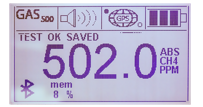 GAS 500 GPS
TEST OK SAVED
502.0 ABS CH4 PPM
mem
8 %